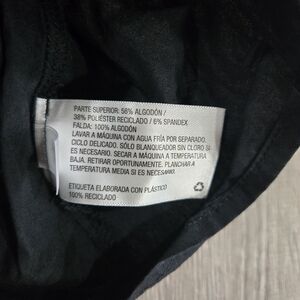 PARTE SUPERIOR: 56% ALGODÓN /
38% POLIÉSTER RECICLADO / 6% SPANDEX
FALDA: 100% ALGODÓN
LAVAR A MÁQUINA CON AGUA FRÍA POR SEPARADO.
CICLO DELICADO. SÓLO BLANQUEADOR SIN CLORO SI
ES NECESARIO. SECAR A MÁQUINA A TEMPERATURA
BAJA. RETIRAR OPORTUNAMENTE. PLANCHAR A
TEMPERATURA MEDIA SI ES NECESARIO.
ETIQUETA ELABORADA CON PLÁSTICO
100% RECICLADO